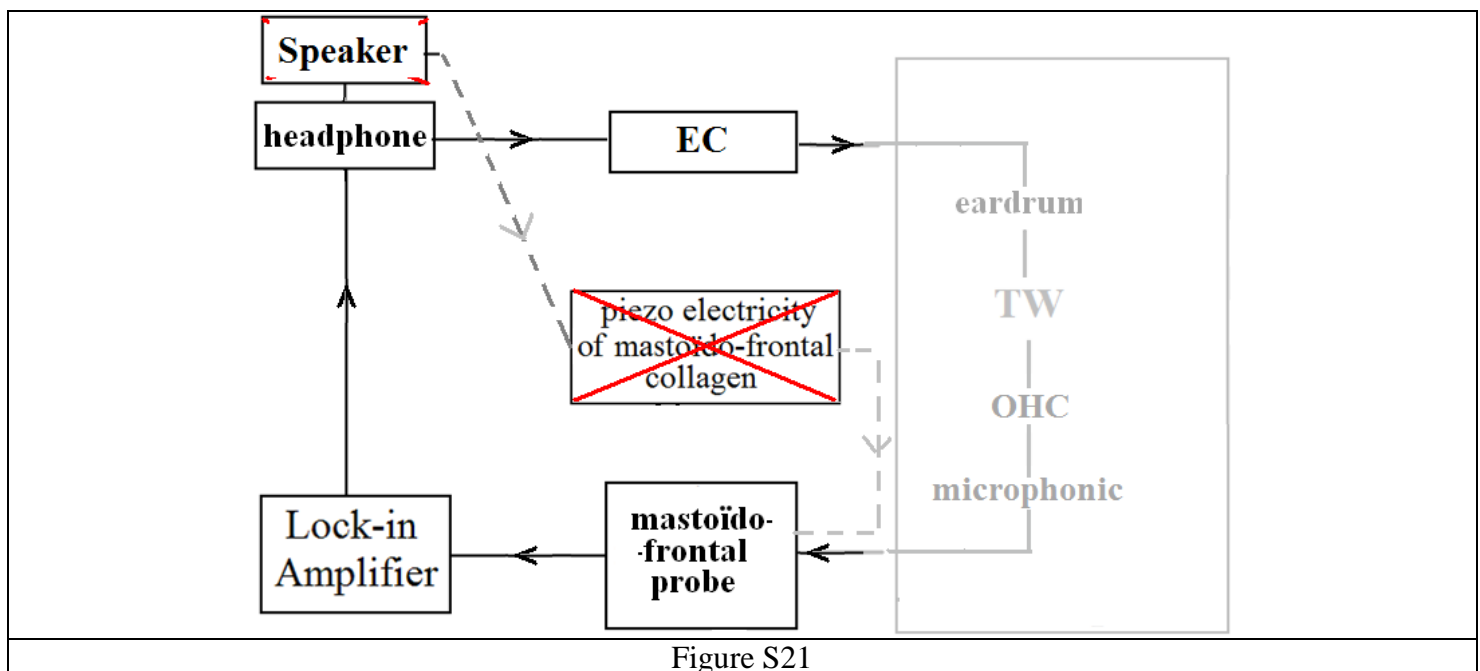 Speaker
headphone
EC
eardrum
TW
piezo electricity
of mastoïdo-frontal
collagen
OHC
microphonic
Lock-in
Amplifier
mastoïdo-
-frontal
probe
Figure S21